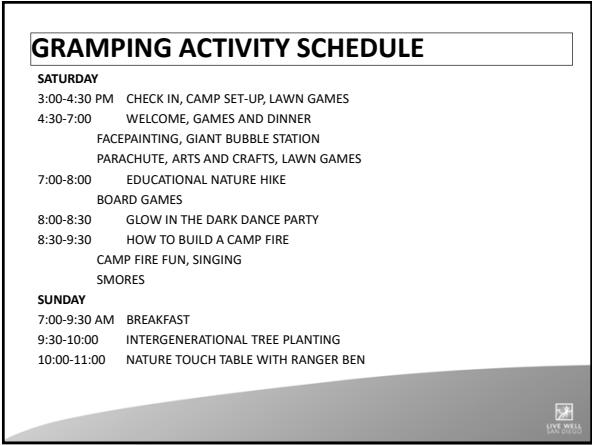 GRAMPING ACTIVITY SCHEDULE
SATURDAY
3:00-4:30 PM CHECK IN, CAMP SET-UP, LAWN GAMES
4:30-7:00 WELCOME, GAMES AND DINNER
FACEPAINTING, GIANT BUBBLE STATION
PARACHUTE, ARTS AND CRAFTS, LAWN GAMES
7:00-8:00 EDUCATIONAL NATURE HIKE
BOARD GAMES
8:00-8:30 GLOW IN THE DARK DANCE PARTY
8:30-9:30 HOW TO BUILD A CAMP FIRE
CAMP FIRE FUN, SINGING
SMORES
SUNDAY
7:00-9:30 AM BREAKFAST
9:30-10:00 INTERGENERATIONAL TREE PLANTING
10:00-11:00 NATURE TOUCH TABLE WITH RANGER BEN
LIVE WELL
SAN DIEGO